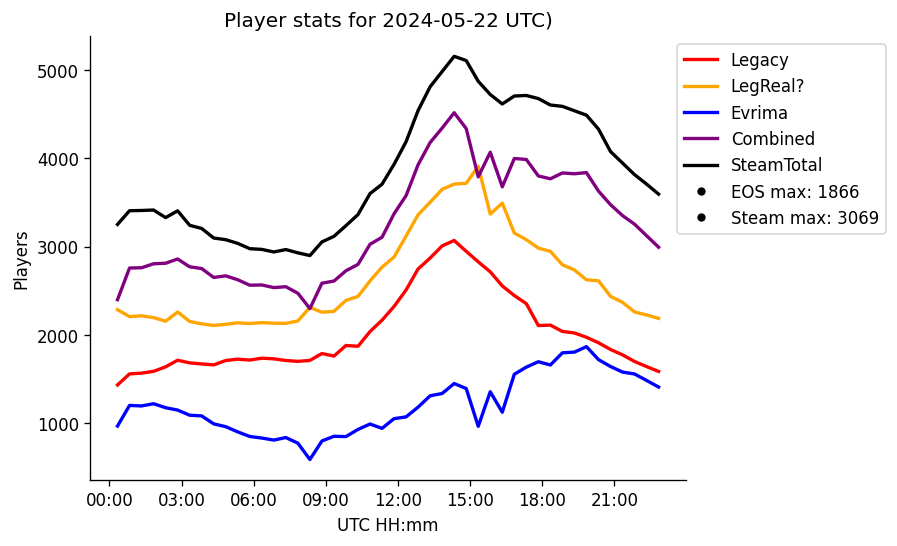 Player stats for 2024-05-22 UTC)
Players
5000
4000
3000
2000
1000
00:00 03:00 06:00 09:00 12:00 15:00 18:00 21:00
UTC HH:mm
Legacy
LegReal?
Evrima
Combined
SteamTotal
EOS max: 1866
Steam max: 3069